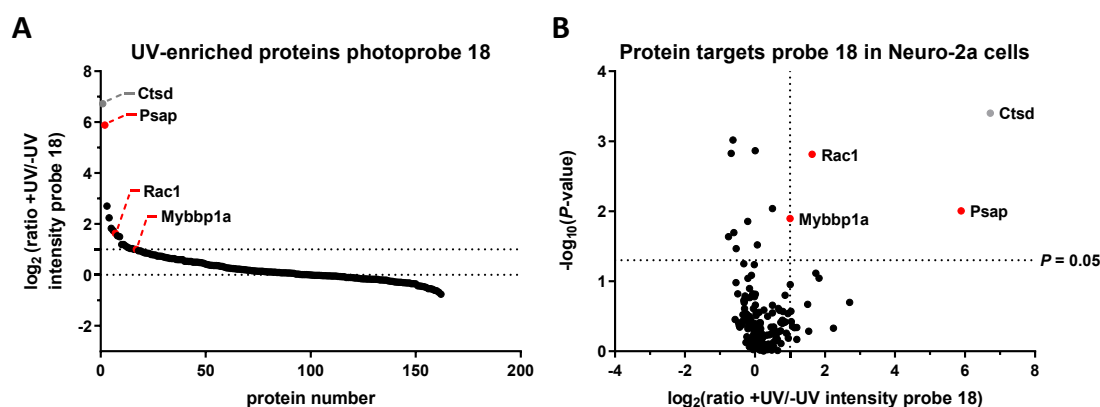 A
UV-enriched proteins photoprobe 18
log2(ratio +UV/-UV
intensity probe 18)
8
6
4
2
0
-2
Ctsd
Psap
Rac1
Mybbp1a
0
50
100
150
200
protein number
B
Protein targets probe 18 in Neuro-2a cells
-log10(P-value)
4
3
2
1
0
Ctsd
Rac1
Psap
Mybbp1a
P = 0.05
-4
-2
0
2
4
6
8
log2(ratio +UV/-UV intensity probe 18)